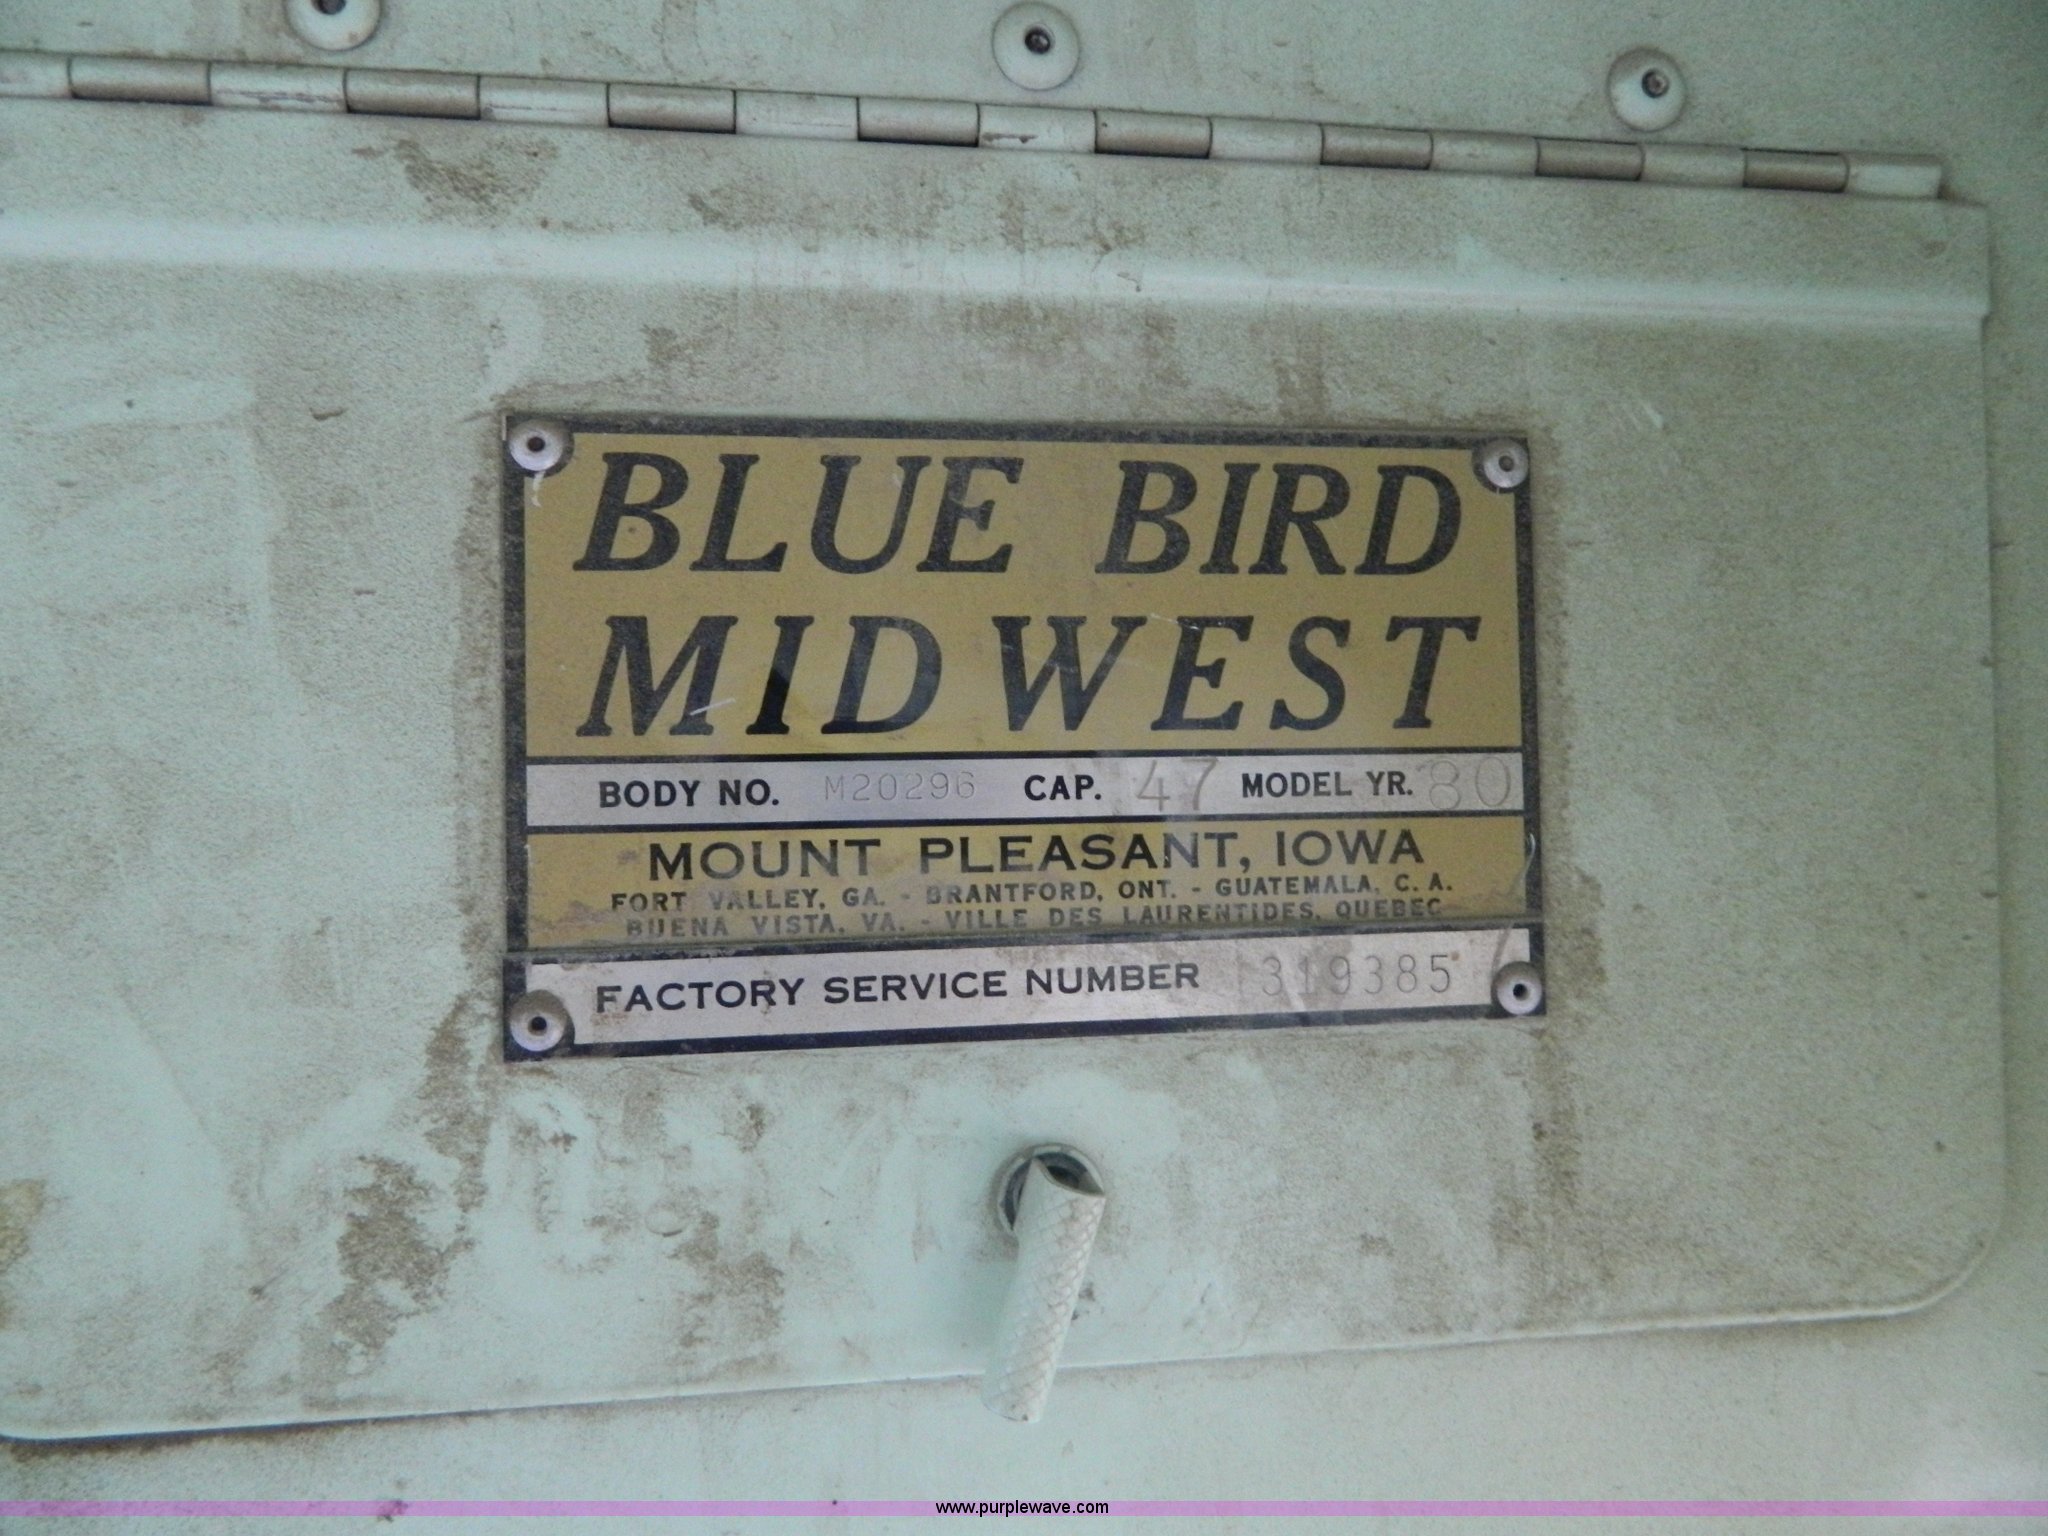 BLUE BIRD
MIDWEST
BODY NO. M20296 CAP. 47 MODEL YR. 80
MOUNT PLEASANT, IOWA
FORT VALLEY, GA. - BRANTFORD, ONT. - GUATEMALA, C. A.
BUENA VISTA, VA. - VILLE DES LAURENTIDES, QUEBEC
FACTORY SERVICE NUMBER 319385
www.purplewave.com